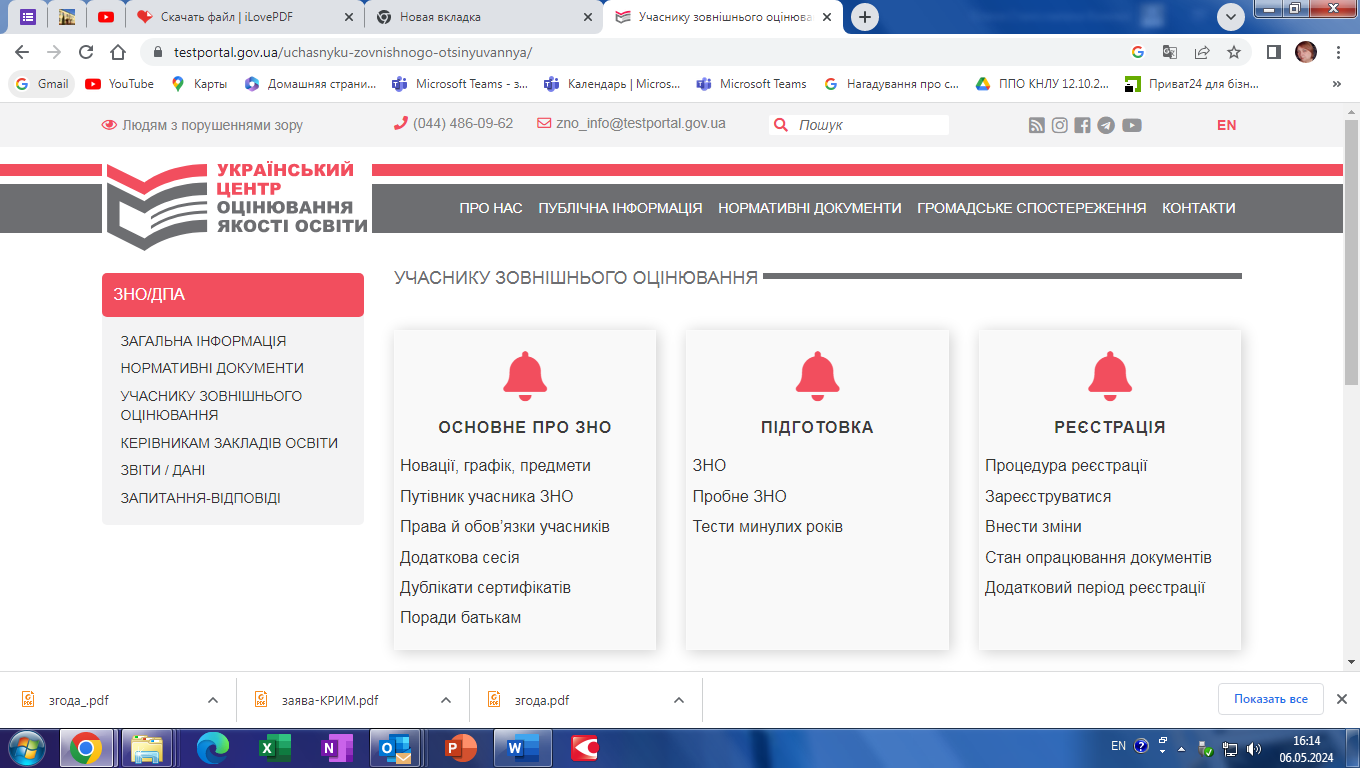 Скачать файл | iLovePDF
Новая вкладка
Учаснику зовнішнього оцінюва
testportal.gov.ua/uchasnyku-zovnishnogo-otsinyuvannya/
Gmail
YouTube
Карты
Домашняя страни...
Microsoft Teams - з...
Календарь | Micros...
Microsoft Teams
Нагадування про с...
ППО КНЛУ 12.10.2...
Приват24 для бізн...
»
Людям з порушеннями зору
(044) 486-09-62
zno_info@testportal.gov.ua
Пошук
EN
УКРАЇНСЬКИЙ
ЦЕНТР
ОЦІНЮВАННЯ
ЯКОСТІ ОСВІТИ
ПРО НАС
ПУБЛІЧНА ІНФОРМАЦІЯ
НОРМАТИВНІ ДОКУМЕНТИ
ГРОМАДСЬКЕ СПОСТЕРЕЖЕННЯ
КОНТАКТИ
ЗНО/ДПА
ЗАГАЛЬНА ІНФОРМАЦІЯ
НОРМАТИВНІ ДОКУМЕНТИ
УЧАСНИКУ ЗОВНІШНЬОГО
ОЦІНЮВАННЯ
КЕРІВНИКАМ ЗАКЛАДІВ ОСВІТИ
ЗВІТИ / ДАНІ
ЗАПИТАННЯ-ВІДПОВІДІ
УЧАСНИКУ ЗОВНІШНЬОГО ОЦІНЮВАННЯ
ОСНОВНЕ ПРО ЗНО
Новації, графік, предмети
Путівник учасника ЗНО
Права й обов’язки учасників
Додаткова сесія
Дублікати сертифікатів
Поради батькам
ПІДГОТОВКА
ЗНО
Пробне ЗНО
Тести минулих років
РЕЄСТРАЦІЯ
Процедура реєстрації
Зареєструватися
Внести зміни
Стан опрацювання документів
Додатковий період реєстрації
згода_.pdf
заява-КРИМ.pdf
згода.pdf
Показать все
EN
16:14
06.05.2024